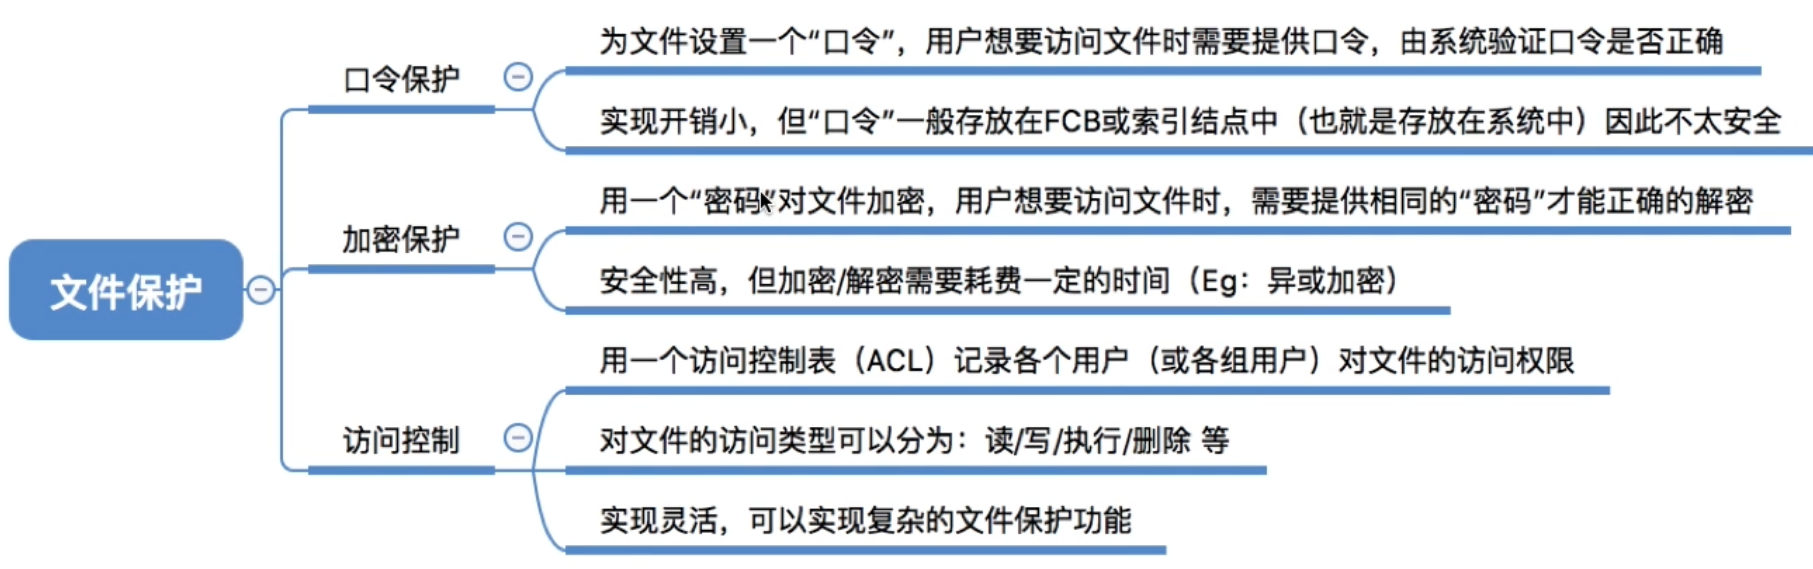 文件保护
口令保护
为文件设置一个“口令”，用户想要访问文件时需要提供口令，由系统验证口令是否正确
实现开销小，但“口令”一般存放在FCB或索引结点中（也就是存放在系统中）因此不太安全
加密保护
用一个“密码”对文件加密，用户想要访问文件时，需要提供相同的“密码”才能正确的解密
安全性高，但加密/解密需要耗费一定的时间（Eg：异或加密）
访问控制
用一个访问控制表（ACL）记录各个用户（或各组用户）对文件的访问权限
对文件的访问类型可以分为：读/写/执行/删除 等
实现灵活，可以实现复杂的文件保护功能